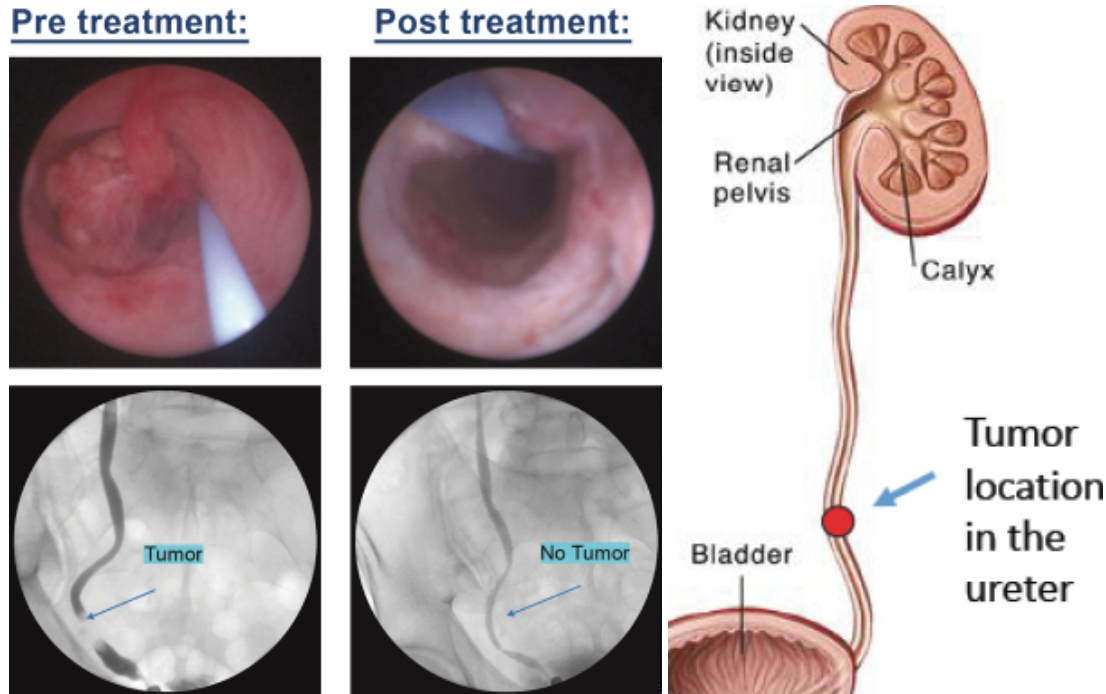 Pre treatment:
Post treatment:
Tumor
No Tumor
Kidney
(inside
view)
Renal
pelvis
Calyx
Tumor
location
in the
ureter
Bladder